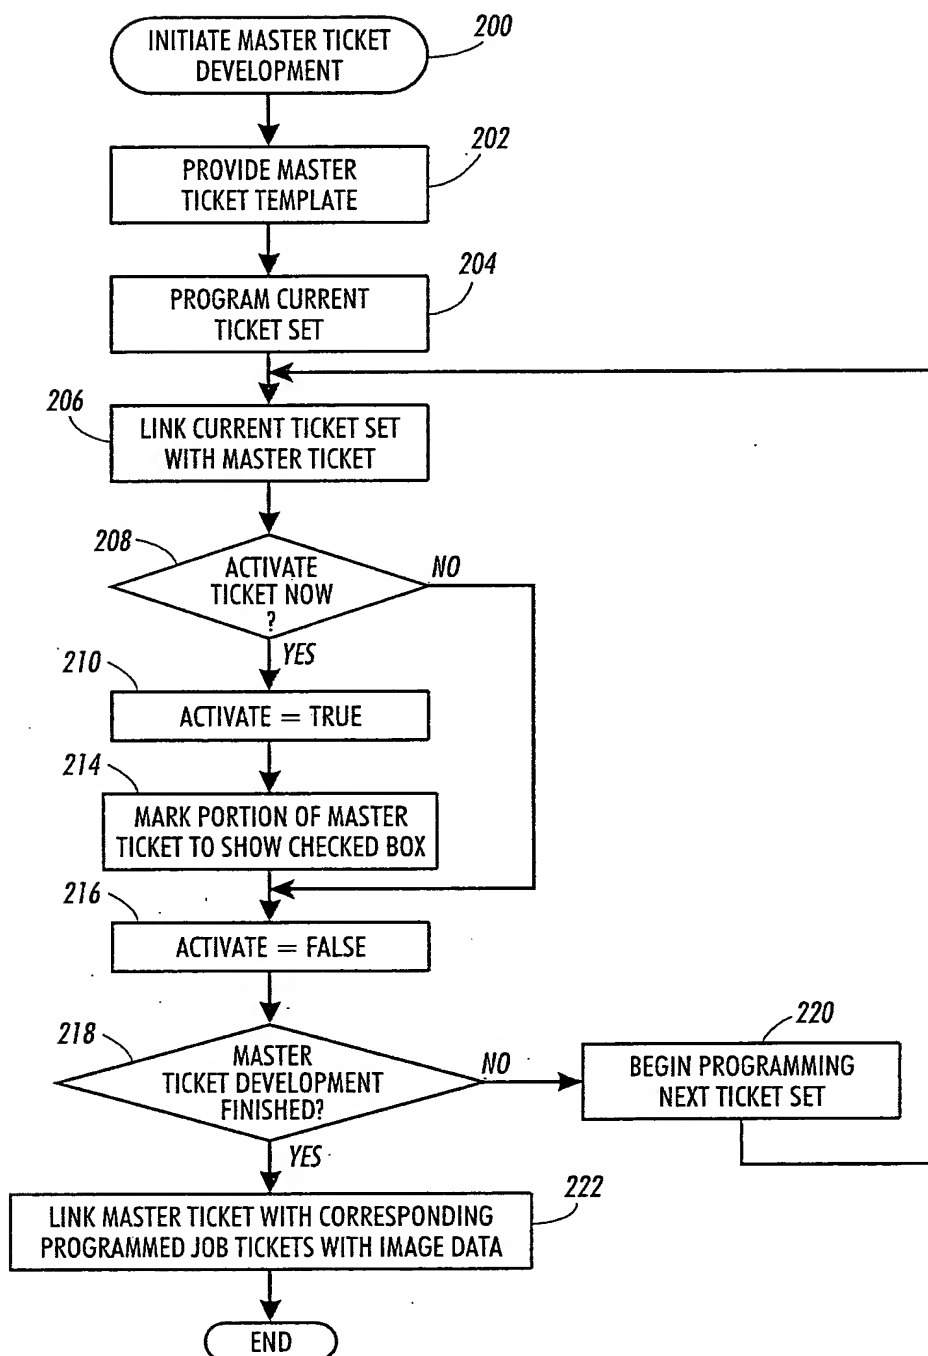 INITIATE MASTER TICKET
DEVELOPMENT
200
PROVIDE MASTER
TICKET TEMPLATE
202
PROGRAM CURRENT
TICKET SET
204
206
LINK CURRENT TICKET SET
WITH MASTER TICKET
208
ACTIVATE
TICKET NOW
?
NO
YES
210
ACTIVATE = TRUE
214
MARK PORTION OF MASTER
TICKET TO SHOW CHECKED BOX
216
ACTIVATE = FALSE
218
MASTER
TICKET DEVELOPMENT
FINISHED?
NO
220
BEGIN PROGRAMMING
NEXT TICKET SET
YES
222
LINK MASTER TICKET WITH CORRESPONDING
PROGRAMMED JOB TICKETS WITH IMAGE DATA
END